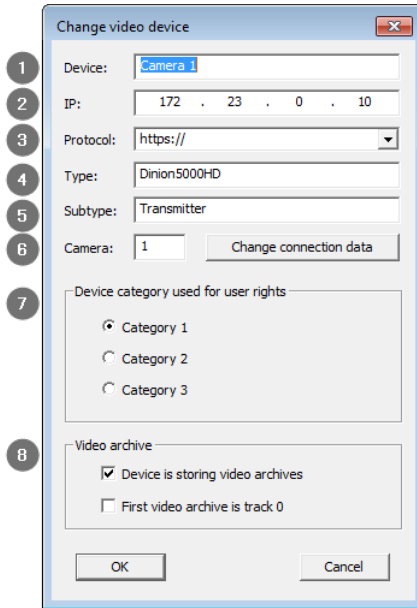 Change video device
1 Device: Camera 1
2 IP: 172 . 23 . 0 . 10
3 Protocol: https://
4 Type: Dinion5000HD
5 Subtype: Transmitter
6 Camera: 1 Change connection data
7 Device category used for user rights
Category 1
Category 2
Category 3
8 Video archive
Device is storing video archives
First video archive is track 0
OK Cancel